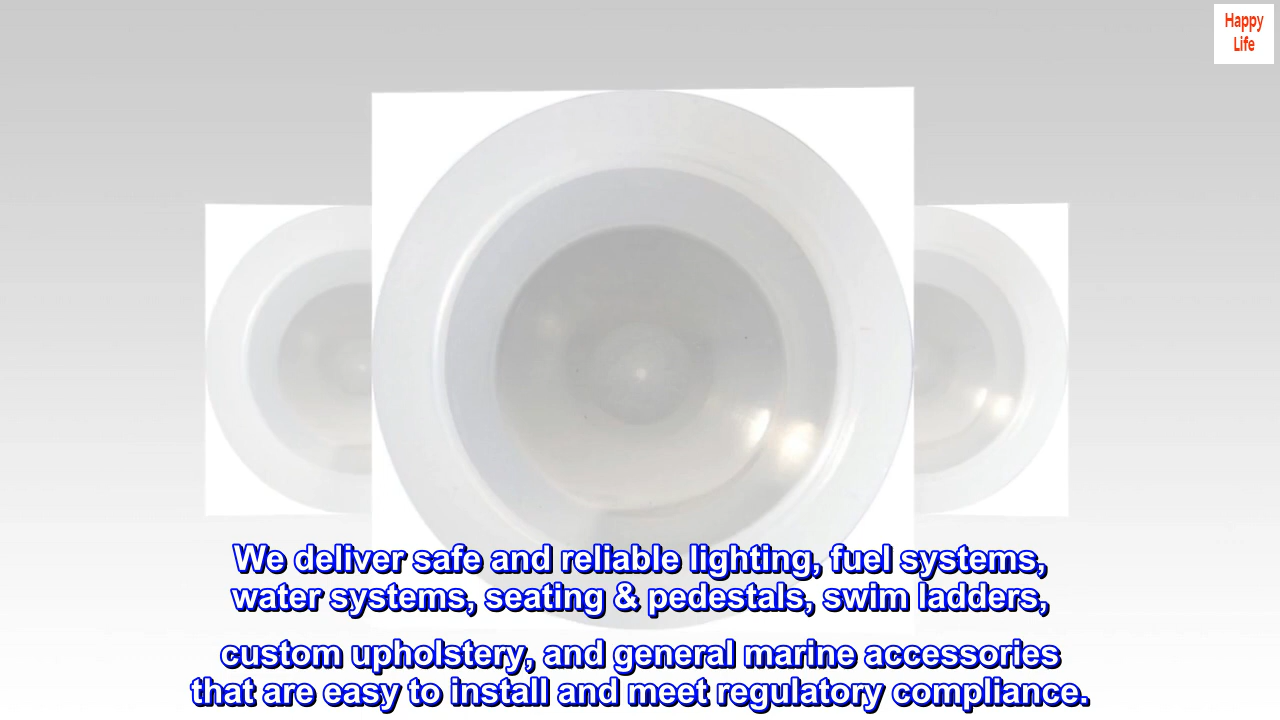 Happy
Life
We deliver safe and reliable lighting, fuel systems,
water systems, seating & pedestals, swim ladders,
custom upholstery, and general marine accessories
that are easy to install and meet regulatory compliance.